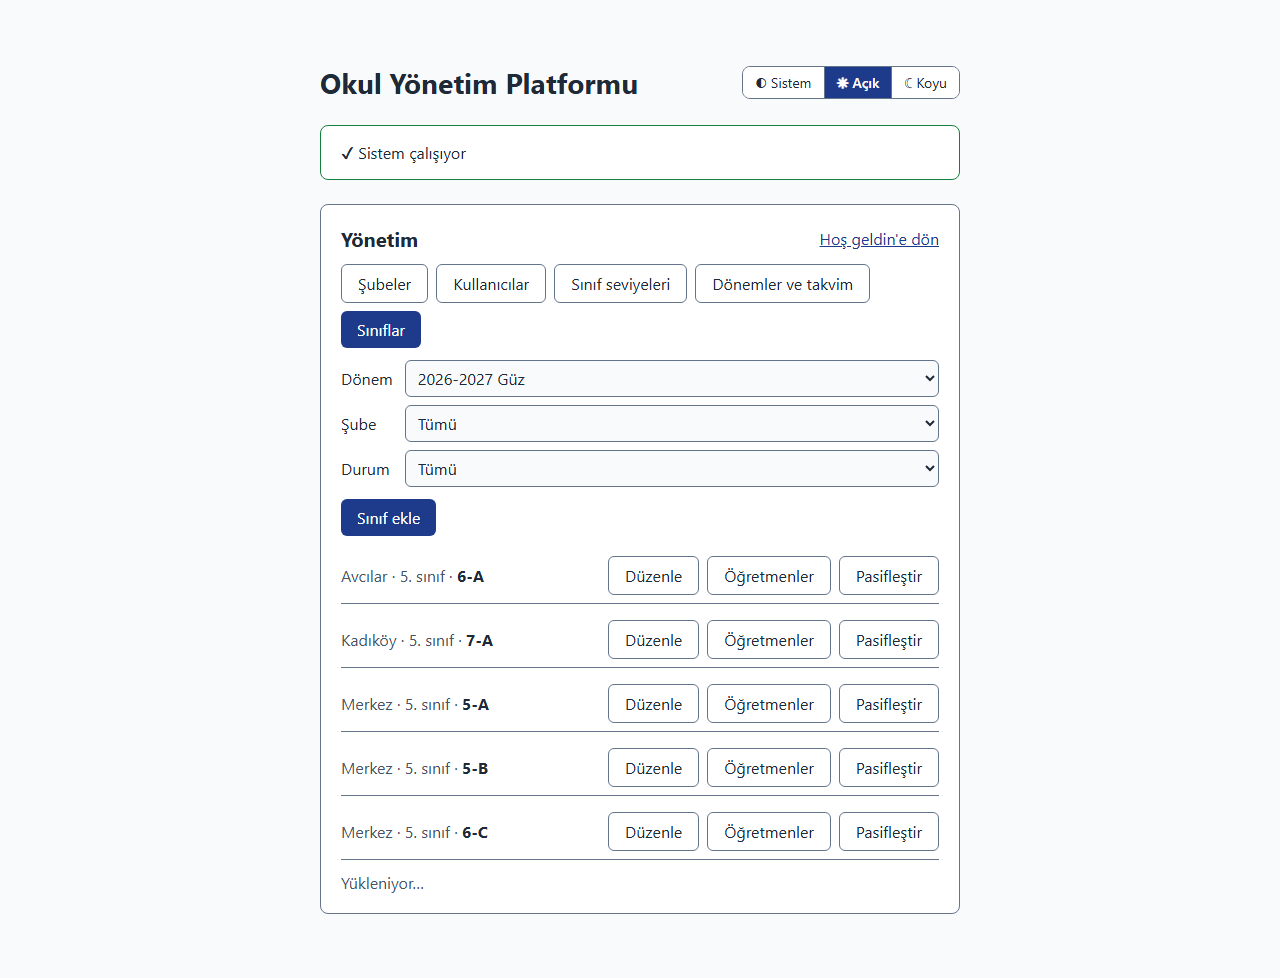 Okul Yönetim Platformu
◐ Sistem ✸ Açık ☾ Koyu
✓ Sistem çalışıyor
Yönetim Hoş geldin'e dön
Şubeler Kullanıcılar Sınıf seviyeleri Dönemler ve takvim
Sınıflar
Dönem 2026-2027 Güz
Şube Tümü
Durum Tümü
Sınıf ekle
Avcılar · 5. sınıf · 6-A Düzenle Öğretmenler Pasifleştir
Kadıköy · 5. sınıf · 7-A Düzenle Öğretmenler Pasifleştir
Merkez · 5. sınıf · 5-A Düzenle Öğretmenler Pasifleştir
Merkez · 5. sınıf · 5-B Düzenle Öğretmenler Pasifleştir
Merkez · 5. sınıf · 6-C Düzenle Öğretmenler Pasifleştir
Yükleniyor…